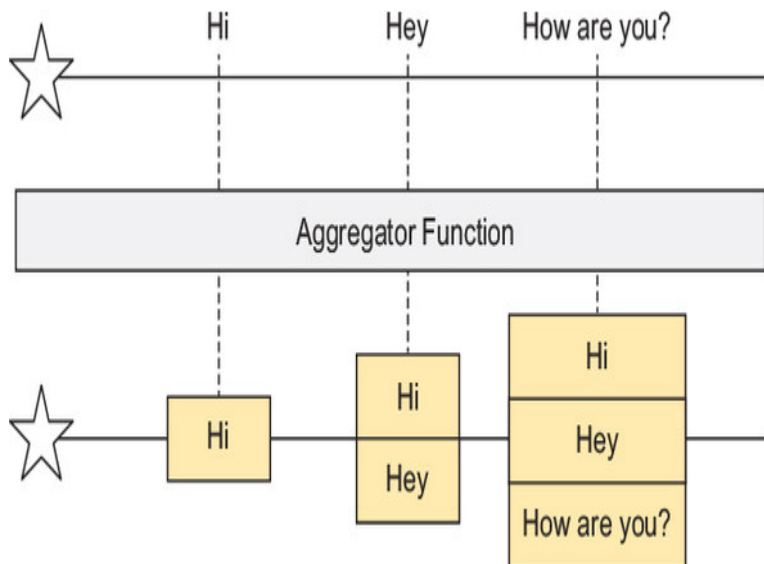 Hi Hey How are you?
Aggregator Function
Hi
Hi
Hey
Hi
Hey
How are you?